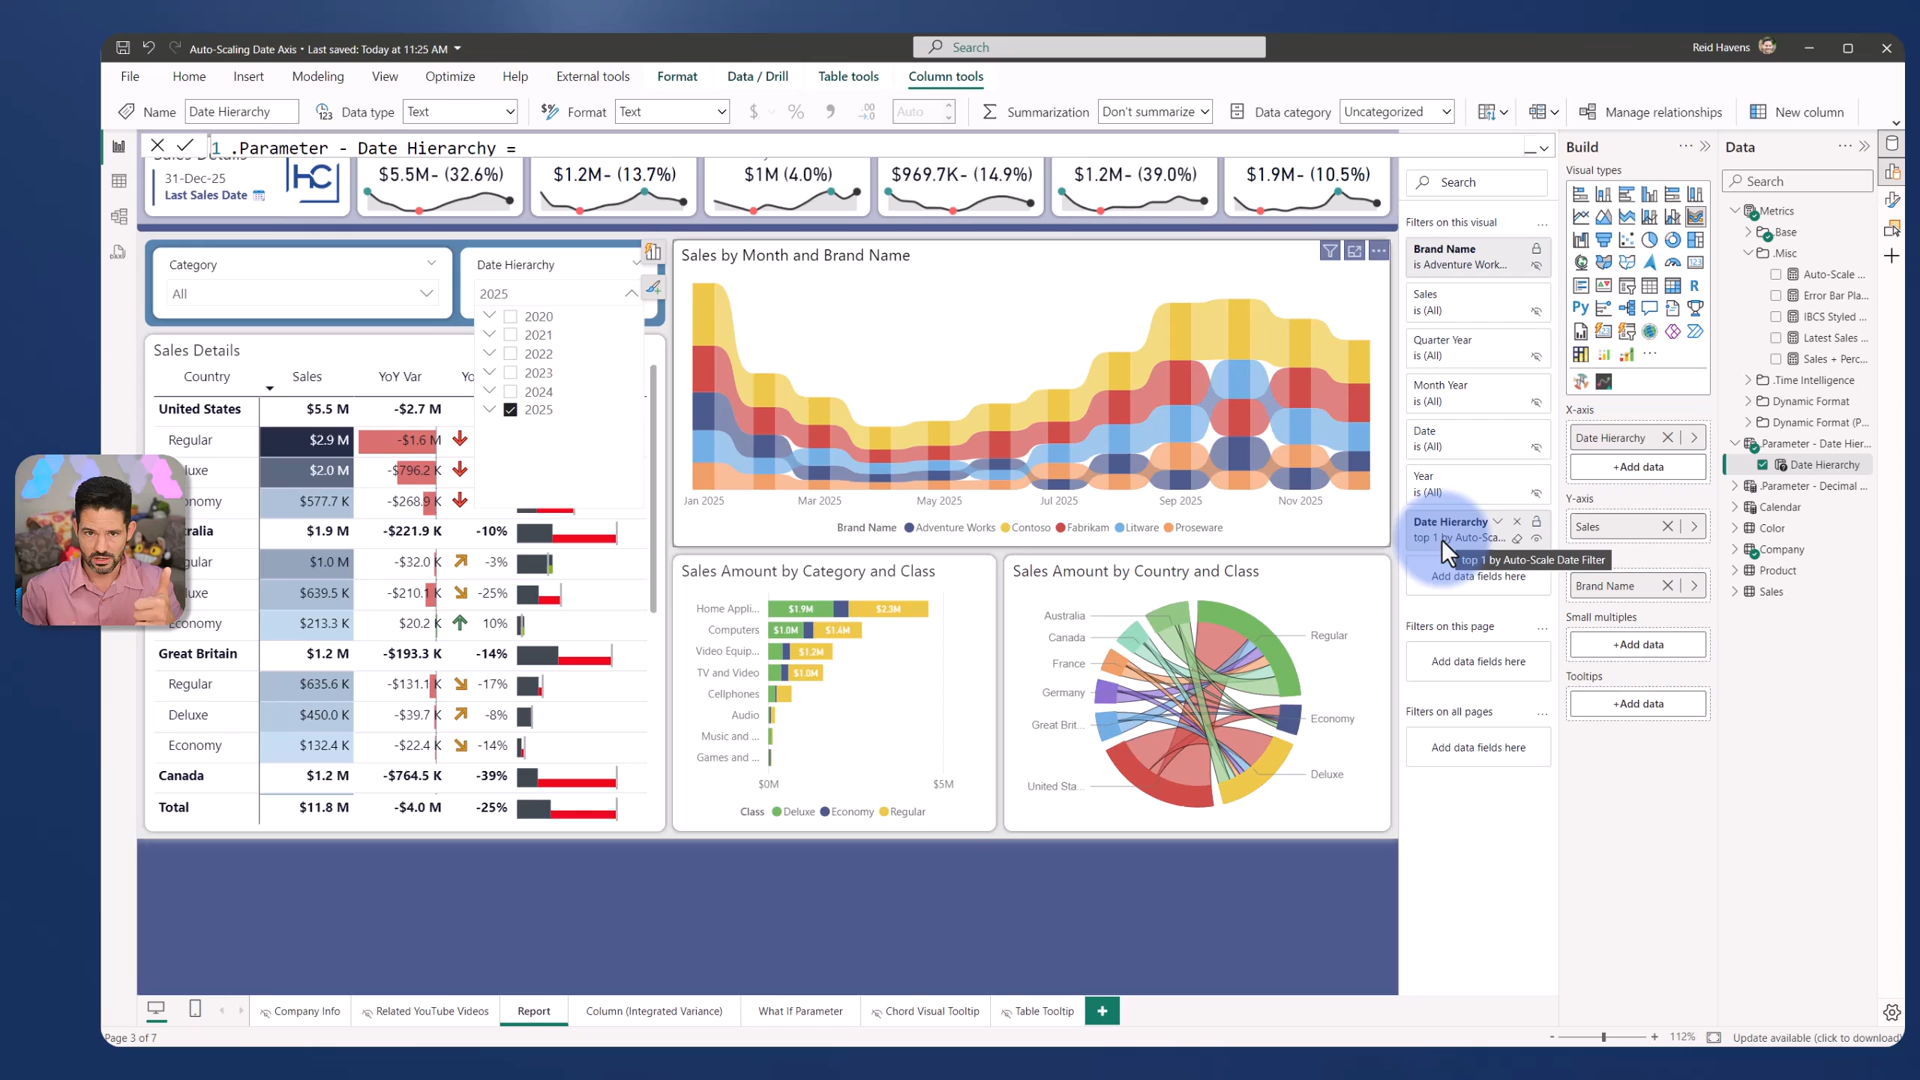 Auto-Scaling Date Axis • Last saved: Today at 11:25 AM
Search
Reid Havens
File
Home
Insert
Modeling
View
Optimize
Help
External tools
Format
Data / Drill
Table tools
Column tools
Name
Date Hierarchy
Data type
Text
Format
Text
$
%
Auto
Summarization
Don't summarize
Data category
Uncategorized
Manage relationships
New column
1 .Parameter - Date Hierarchy =
Sales Details
31-Dec-25
Last Sales Date
$5.5M- (32.6%)
$1.2M- (13.7%)
$1M (4.0%)
$969.7K- (14.9%)
$1.2M- (39.0%)
$1.9M- (10.5%)
Category
All
Date Hierarchy
2025
2020
2021
2022
2023
2024
2025
Sales Details
Country
Sales
YoY Var
United States $5.5 M -$2.7 M
Regular $2.9 M -$1.6 M
luxe $2.0 M -$796.2 K
onomy $577.7 K -$268.9 K
ralia $1.9 M -$221.9 K -10%
$1.0 M -$32.0 K -3%
luxe $639.5 K -$210.1 -25%
conomy $213.3 K $20.2 K 10%
Great Britain $1.2 M -$193.3 K -14%
Regular $635.6 K -$131.1 -17%
Deluxe $450.0 K -$39.7 K -8%
Economy $132.4 K -$22.4 K -14%
Canada $1.2 M -$764.5 K -39%
Total $11.8 M -$4.0 M -25%
Sales by Month and Brand Name
Jan 2025
Mar 2025
May 2025
Jul 2025
Sep 2025
Nov 2025
Brand Name Adventure Works Contoso Fabrikam Litware Proseware
Sales Amount by Category and Class
Home Appli... $1.9M $2.3M
Computers $1.0M $1.4M
Video Equip... $1.2M
TV and Video $1.0M
Cellphones
Audio
Music and ...
Games and ...
$0M
$5M
Class Deluxe Economy Regular
Sales Amount by Country and Class
Australia
Canada
France
Germany
Great Brit...
United Sta...
Regular
Economy
Deluxe
Search
Filters on this visual
Brand Name
is Adventure Work...
Sales
is (All)
Quarter Year
is (All)
Month Year
is (All)
Date
is (All)
Year
is (All)
Date Hierarchy
top 1 by Auto-Sca...
top 1 by Auto-Scale Date Filter
Add data fields here
Filters on this page
Add data fields here
Filters on all pages
Add data fields here
Build
Visual types
R
Py
123
X-axis
Date Hierarchy
+Add data
Y-axis
Sales
Brand Name
Small multiples
+Add data
Tooltips
+Add data
Data
Search
Metrics
.Base
.Misc
Auto-Scale ...
Error Bar Pla...
IBCS Styled ...
Latest Sales ...
Sales + Perc...
.Time Intelligence
Dynamic Format
Dynamic Format (P...
.Parameter - Date Hier...
Date Hierarchy
.Parameter - Decimal ...
Calendar
Color
Company
Product
Sales
Company Info
Related YouTube Videos
Report
Column (Integrated Variance)
What If Parameter
Chord Visual Tooltip
Table Tooltip
Page 3 of 7
112%
Update available (click to download)